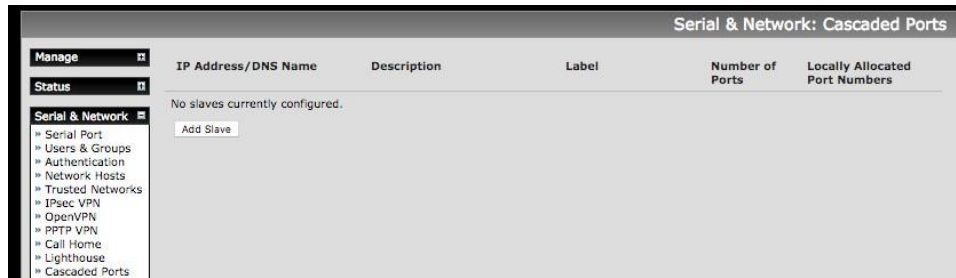 Serial & Network: Cascaded Ports
Manage
Status
Serial & Network
» Serial Port
» Users & Groups
» Authentication
» Network Hosts
» Trusted Networks
» IPsec VPN
» OpenVPN
» PPTP VPN
» Call Home
» Lighthouse
» Cascaded Ports
IP Address/DNS Name
Description
Label
Number of
Ports
Locally Allocated
Port Numbers
No slaves currently configured.
Add Slave